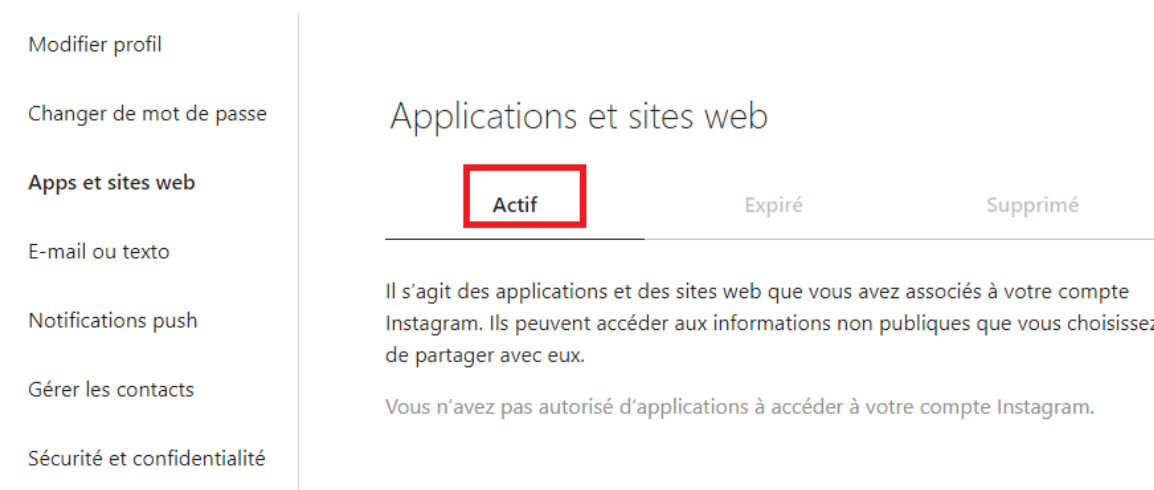 Modifier profil
Changer de mot de passe
Apps et sites web
E-mail ou texto
Notifications push
Gérer les contacts
Sécurité et confidentialité
Applications et sites web
Actif
Expiré
Supprimé
Il s’agit des applications et des sites web que vous avez associés à votre compte
Instagram. Ils peuvent accéder aux informations non publiques que vous choisissez
de partager avec eux.
Vous n’avez pas autorisé d’applications à accéder à votre compte Instagram.